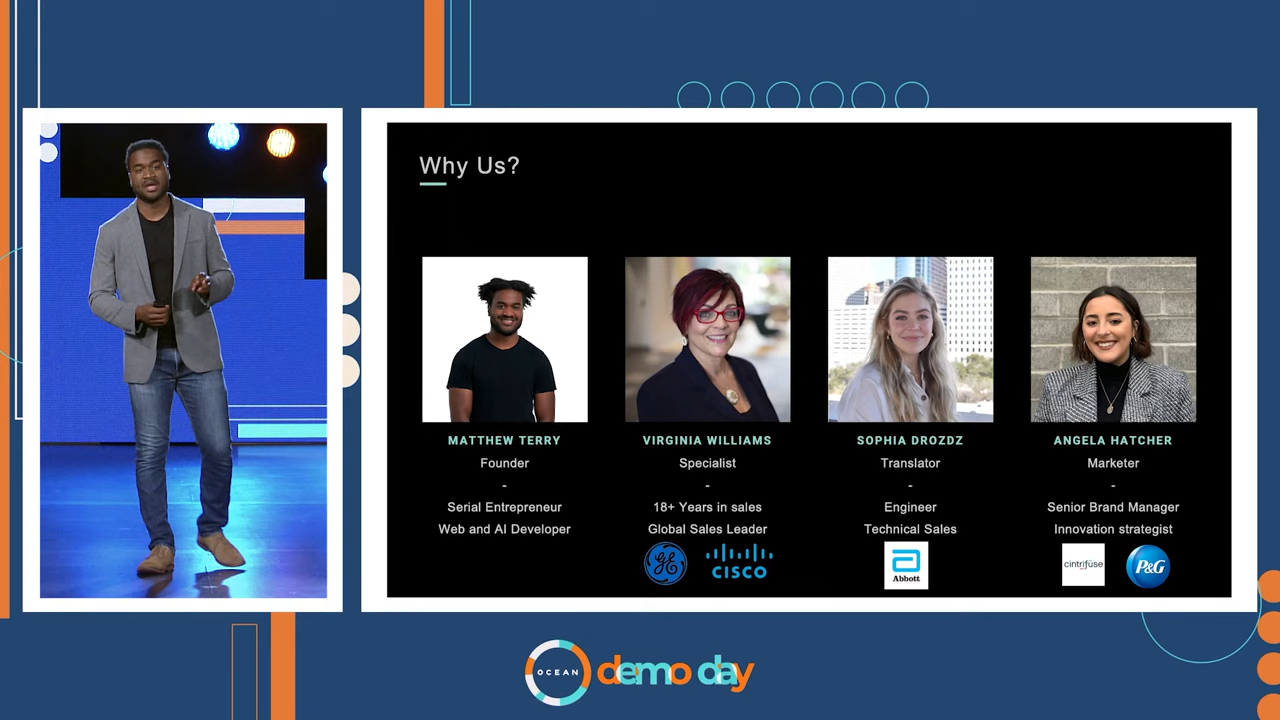 Why Us?
MATTHEW TERRY
Founder
-
Serial Entrepreneur
Web and AI Developer
VIRGINIA WILLIAMS
Specialist
-
18+ Years in sales
Global Sales Leader
GE
CISCO
SOPHIA DROZDZ
Translator
-
Engineer
Technical Sales
Abbott
ANGELA HATCHER
Marketer
-
Senior Brand Manager
Innovation strategist
cintrifuse
P&G
OCEAN
demo day